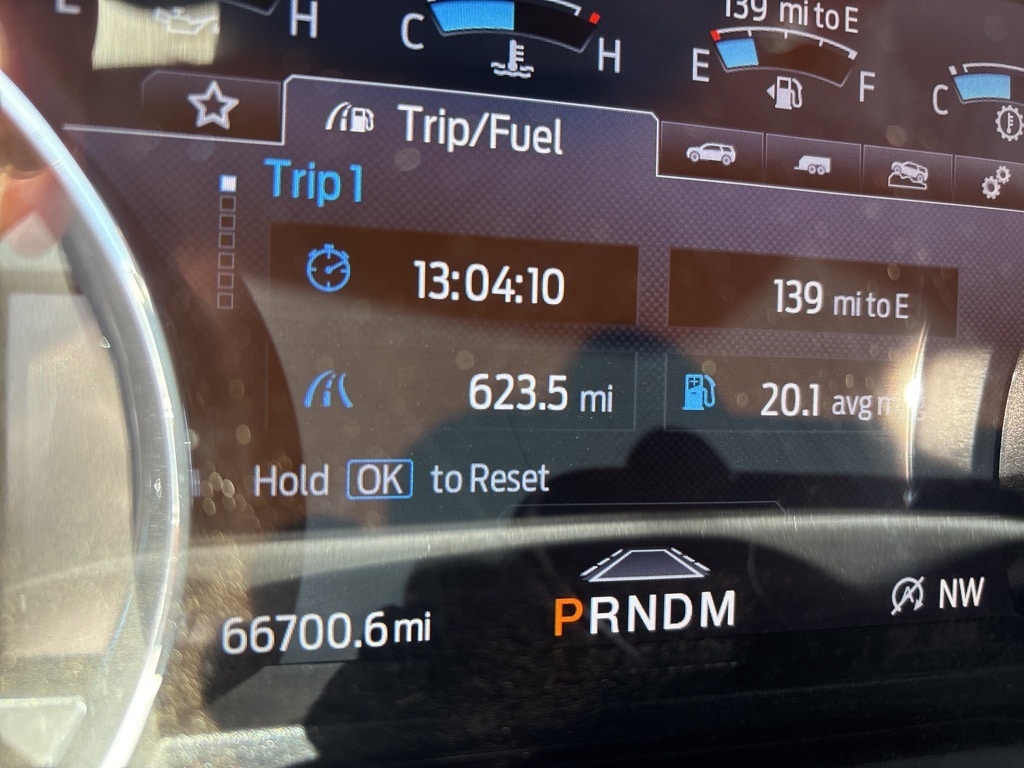 139 mi to E
H
C H
E F
C
Trip/Fuel
Trip 1
13:04:10
139 mi to E
623.5 mi
20.1 avg
Hold OK to Reset
66700.6 mi
PRNDM
NW